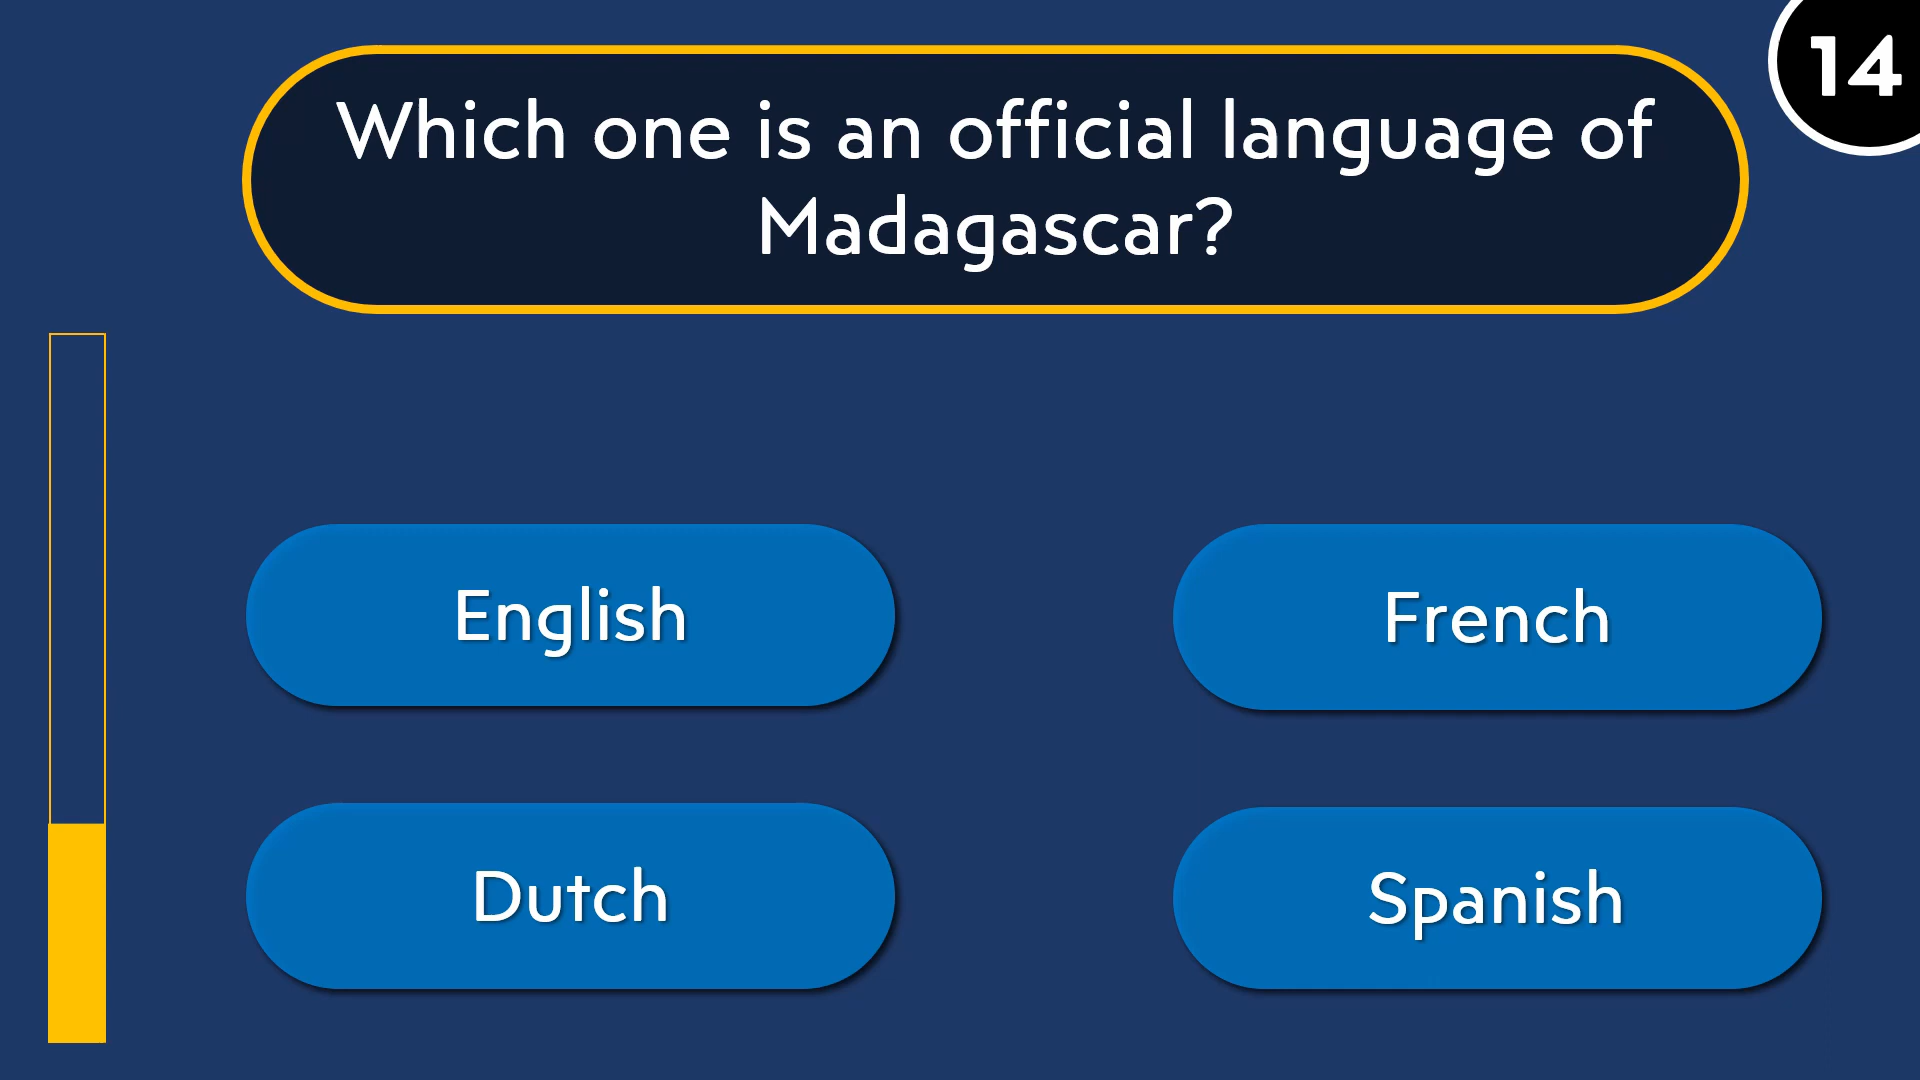 14
Which one is an official language of
Madagascar?
English
French
Dutch
Spanish